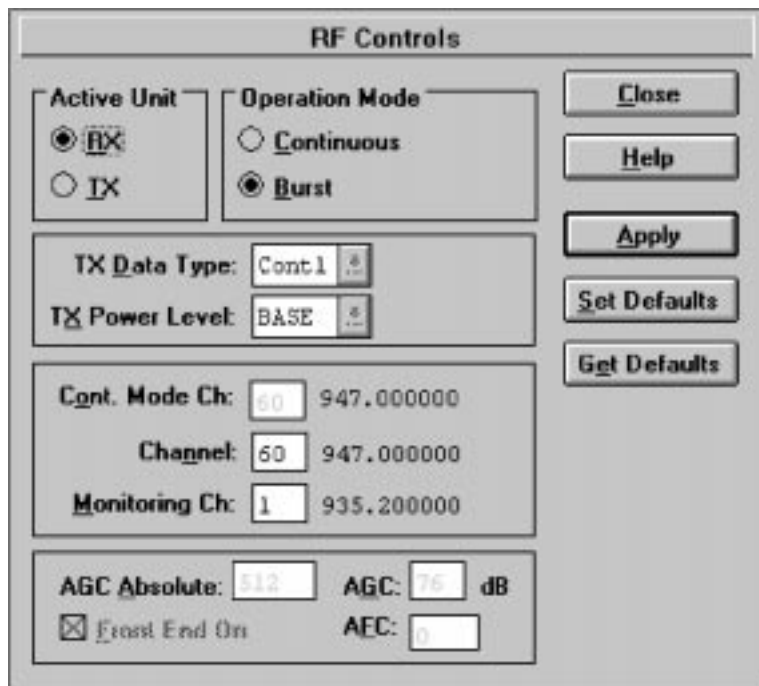 RF Controls
Active Unit
RX
TX
Operation Mode
Continuous
Burst
Close
Help
Apply
Set Defaults
Get Defaults
TX Data Type: Cont1
TX Power Level: BASE
Cont. Mode Ch: 60 947.000000
Channel: 60 947.000000
Monitoring Ch: 1 935.200000
AGC Absolute: 512 AGC: 76 dB
Front End On AFC: 0